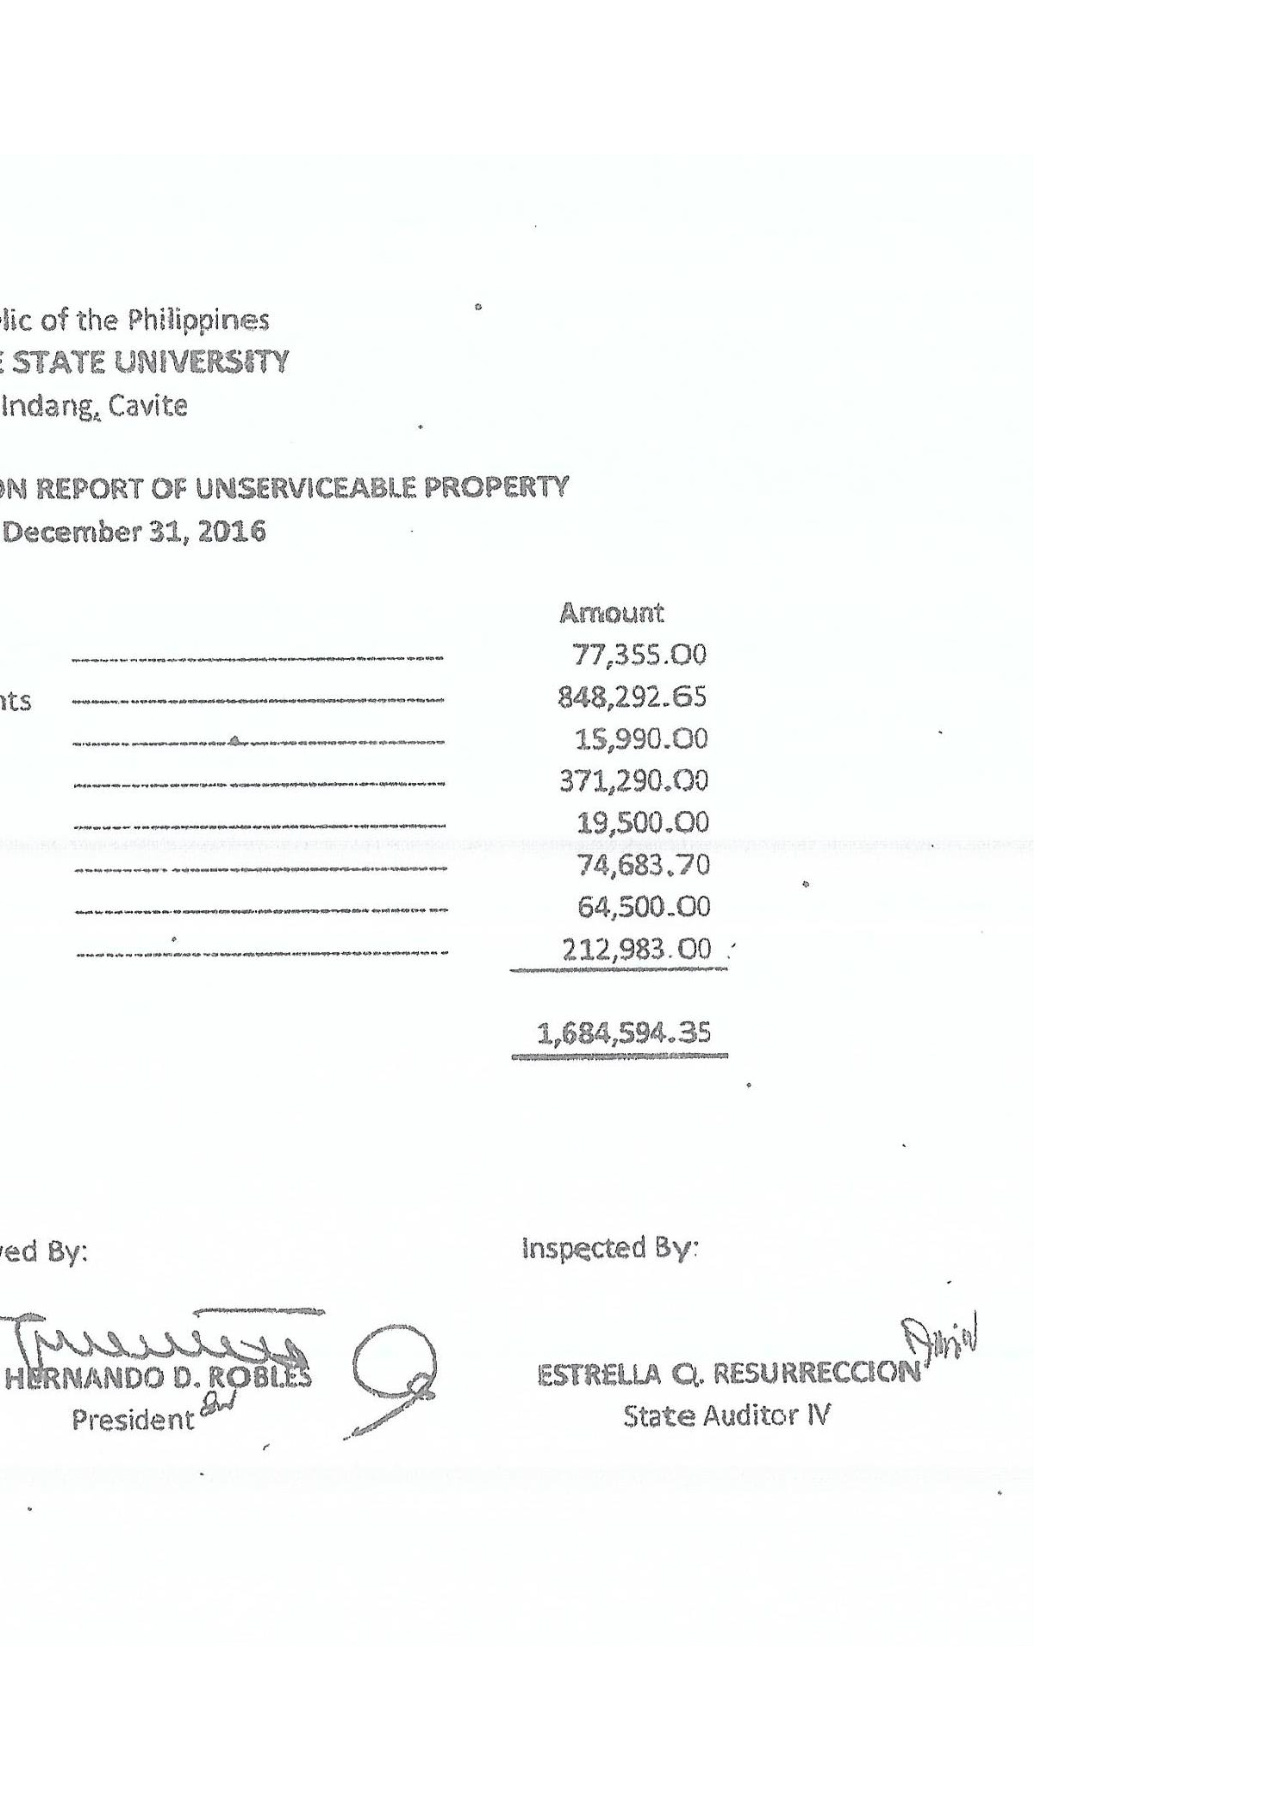 lic of the Philippines
E STATE UNIVERSITY
Indang, Cavite
ON REPORT OF UNSERVICEABLE PROPERTY
December 31, 2016
Amount
77,355.00
nts 848,292.65
15,990.00
371,290.00
19,500.00
74,683.70
64,500.00
212,983.00
1,684,594.35
ved By: Inspected By:
HERNANDO D. ROBLES ESTRELLA Q. RESURRECCION
President State Auditor IV